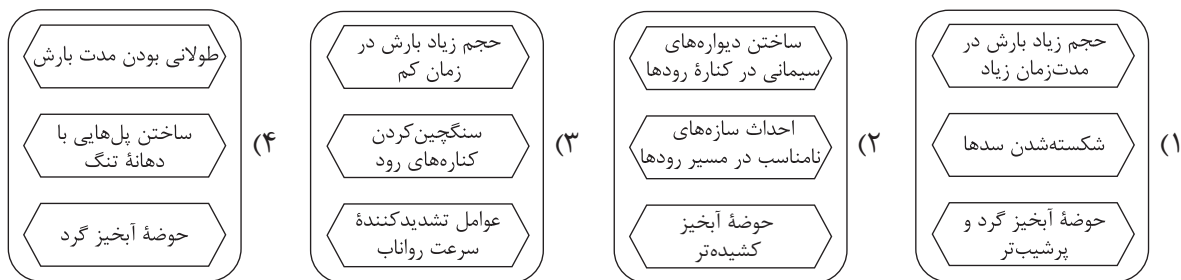 ۱)
حجم زیاد بارش در
مدت‌زمان زیاد
شکسته‌شدن سدها
حوضهٔ آبخیز گرد و
پرشیب‌تر
۲)
ساختن دیواره‌های
سیمانی در کنارهٔ رودها
احداث سازه‌های
نامناسب در مسیر رودها
حوضهٔ آبخیز
کشیده‌تر
۳)
حجم زیاد بارش در
زمان کم
سنگچین‌کردن
کناره‌های رود
عوامل تشدیدکنندهٔ
سرعت رواناب
۴)
طولانی بودن مدت بارش
ساختن پل‌هایی با
دهانهٔ تنگ
حوضهٔ آبخیز گرد